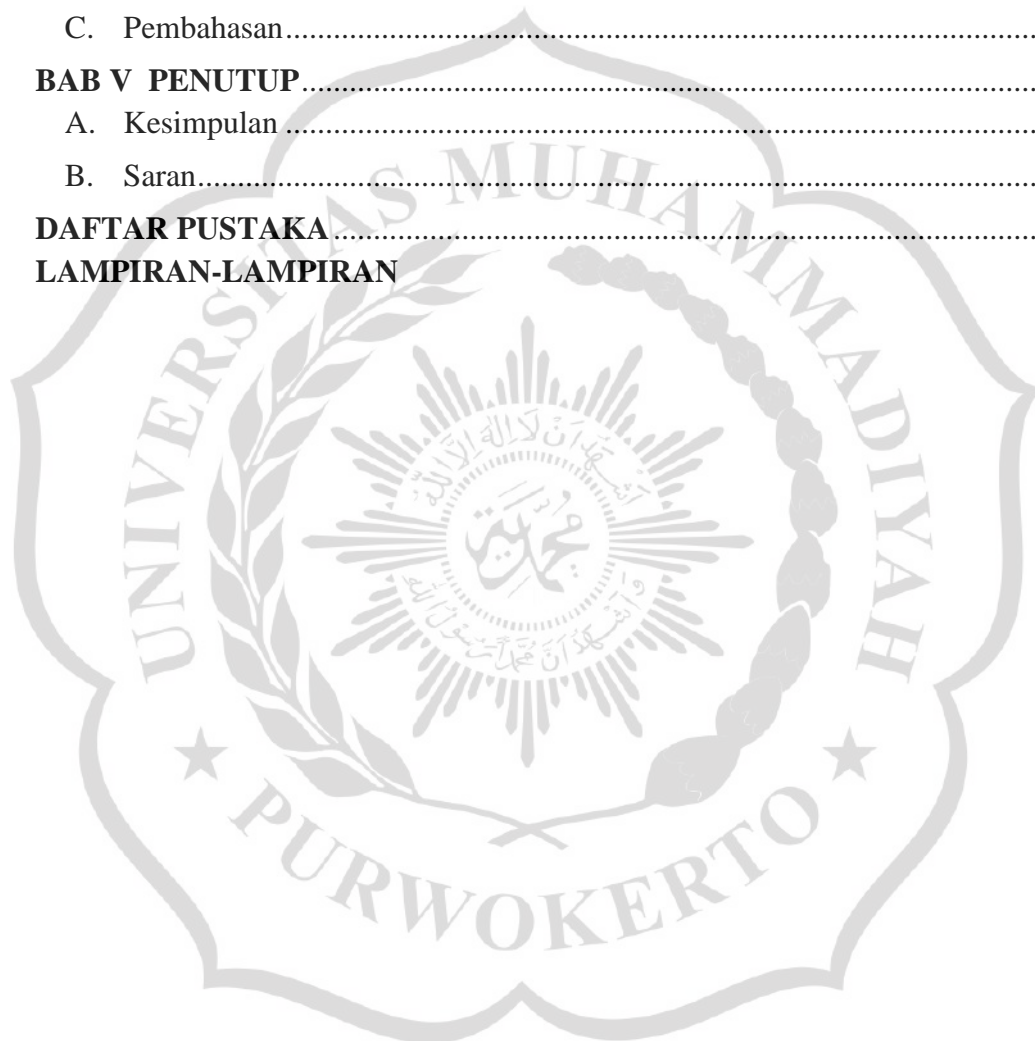 C. Pembahasan................................................................................
BAB V PENUTUP................................................................................
A. Kesimpulan ................................................................................
B. Saran................................................................................
DAFTAR PUSTAKA................................................................................
LAMPIRAN-LAMPIRAN
UNIVERSITAS MUHAMMADIYAH
PURWOKERTO